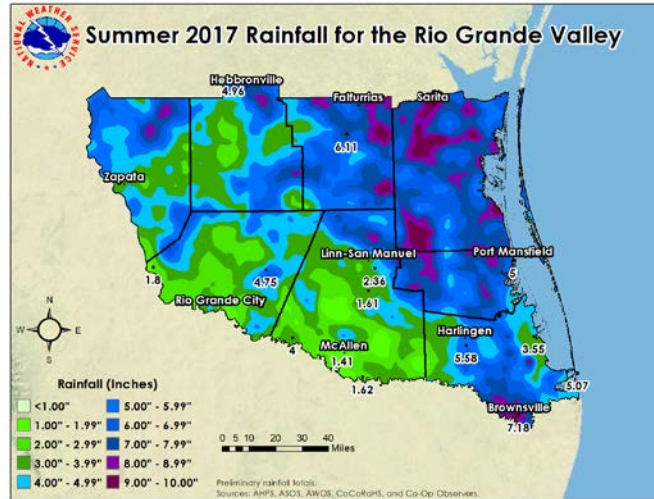 NATIONAL WEATHER SERVICE
Summer 2017 Rainfall for the Rio Grande Valley
Hebbronville
4.96
Falfurrias
Sarita
6.11
Zapata
Linn-San Manuel
Port Mansfield
1.8
4.75
2.36
5
Rio Grande City
1.61
Harlingen
4
McAllen
5.58
3.55
1.41
1.62
5.07
Brownsville
7.18
N
W E
S
Rainfall (Inches)
<1.00" 5.00" - 5.99"
1.00" - 1.99" 6.00" - 6.99"
2.00" - 2.99" 7.00" - 7.99"
3.00" - 3.99" 8.00" - 8.99"
4.00" - 4.99" 9.00" - 10.00"
0 5 10 20 30 40
Miles
Preliminary rainfall totals.
Sources: AHPS, ASOS, AWOS, CoCoRaHS, and Co-Op Observers.